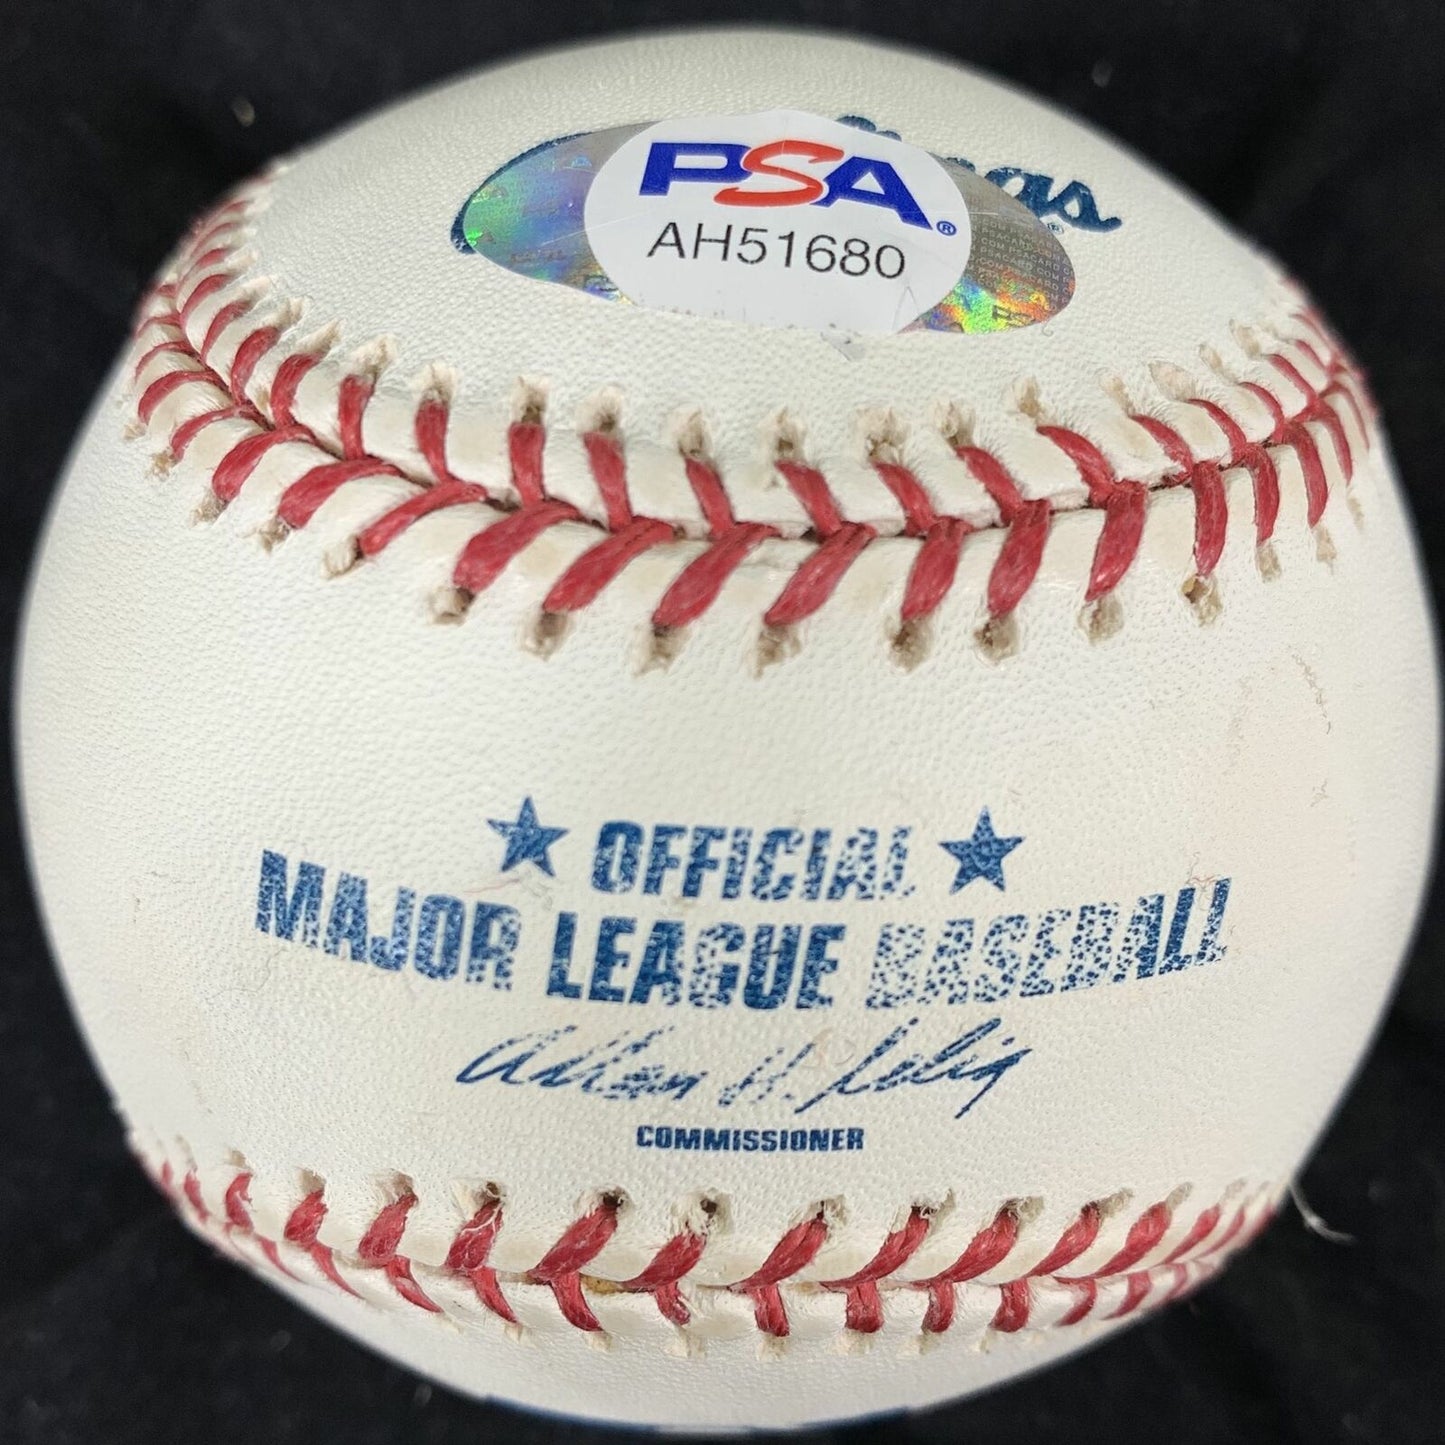 PSA®
AH51680
OFFICIAL
MAJOR LEAGUE BASEBALL
Allan H. Selig
COMMISSIONER